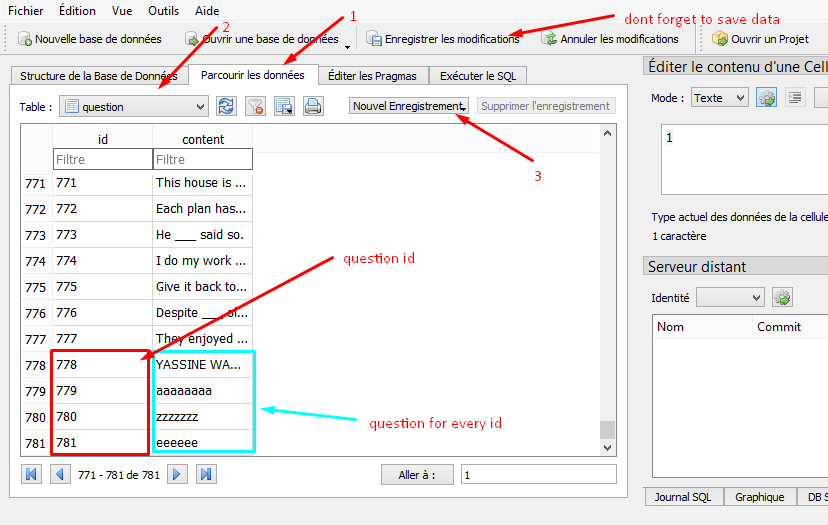 Fichier Édition Vue Outils Aide
1
dont forget to save data
2
Nouvelle base de données Ouvrir une base de données Enregistrer les modifications Annuler les modifications Ouvrir un Projet
Structure de la Base de Données Parcourir les données Éditer les Pragmas Exécuter le SQL
Éditer le contenu d'une Cell
Table : question Nouvel Enregistrement Supprimer l'enregistrement
Mode : Texte
id content
Filtre Filtre
1
3
771 771 This house is ...
772 772 Each plan has...
773 773 He ___ said so.
774 774 I do my work ...
775 775 Give it back to...
776 776 Despite ___ ...
777 777 They enjoyed ...
778 778 YASSINE WA...
779 779 aaaaaaaa
780 780 zzzzzzz
781 781 eeeeee
question id
question for every id
Type actuel des données de la cellule
1 caractère
Serveur distant
Identité
Nom Commit
771 - 781 de 781 Aller à : 1
Journal SQL Graphique DB S